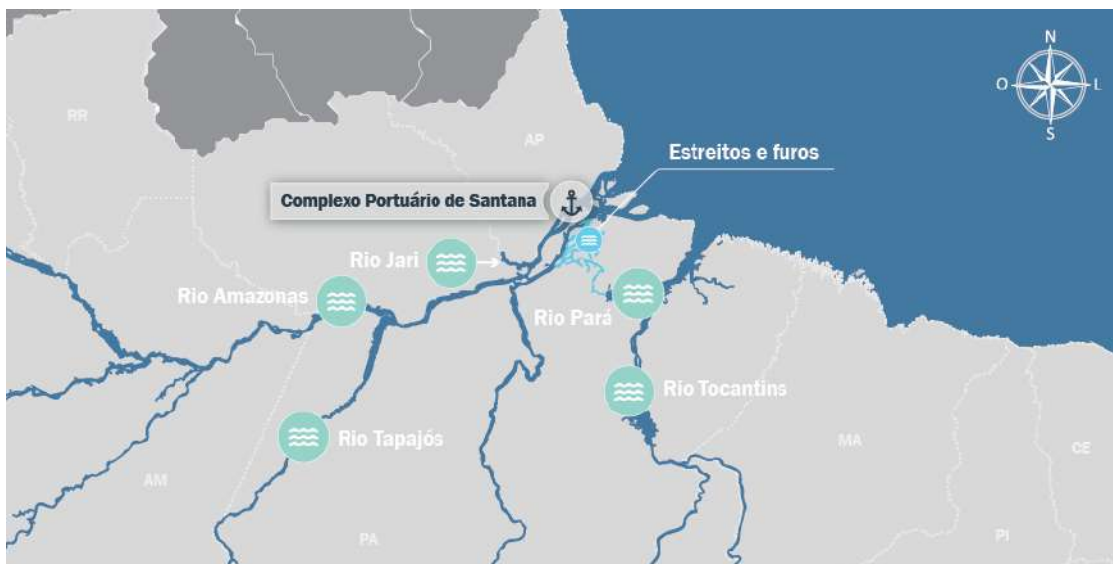 N
O
L
S
RR
AP
Estreitos e furos
Complexo Portuário de Santana
Rio Jari
Rio Amazonas
Rio Pará
Rio Tocantins
Rio Tapajós
AM
PA
MA
CE
PI